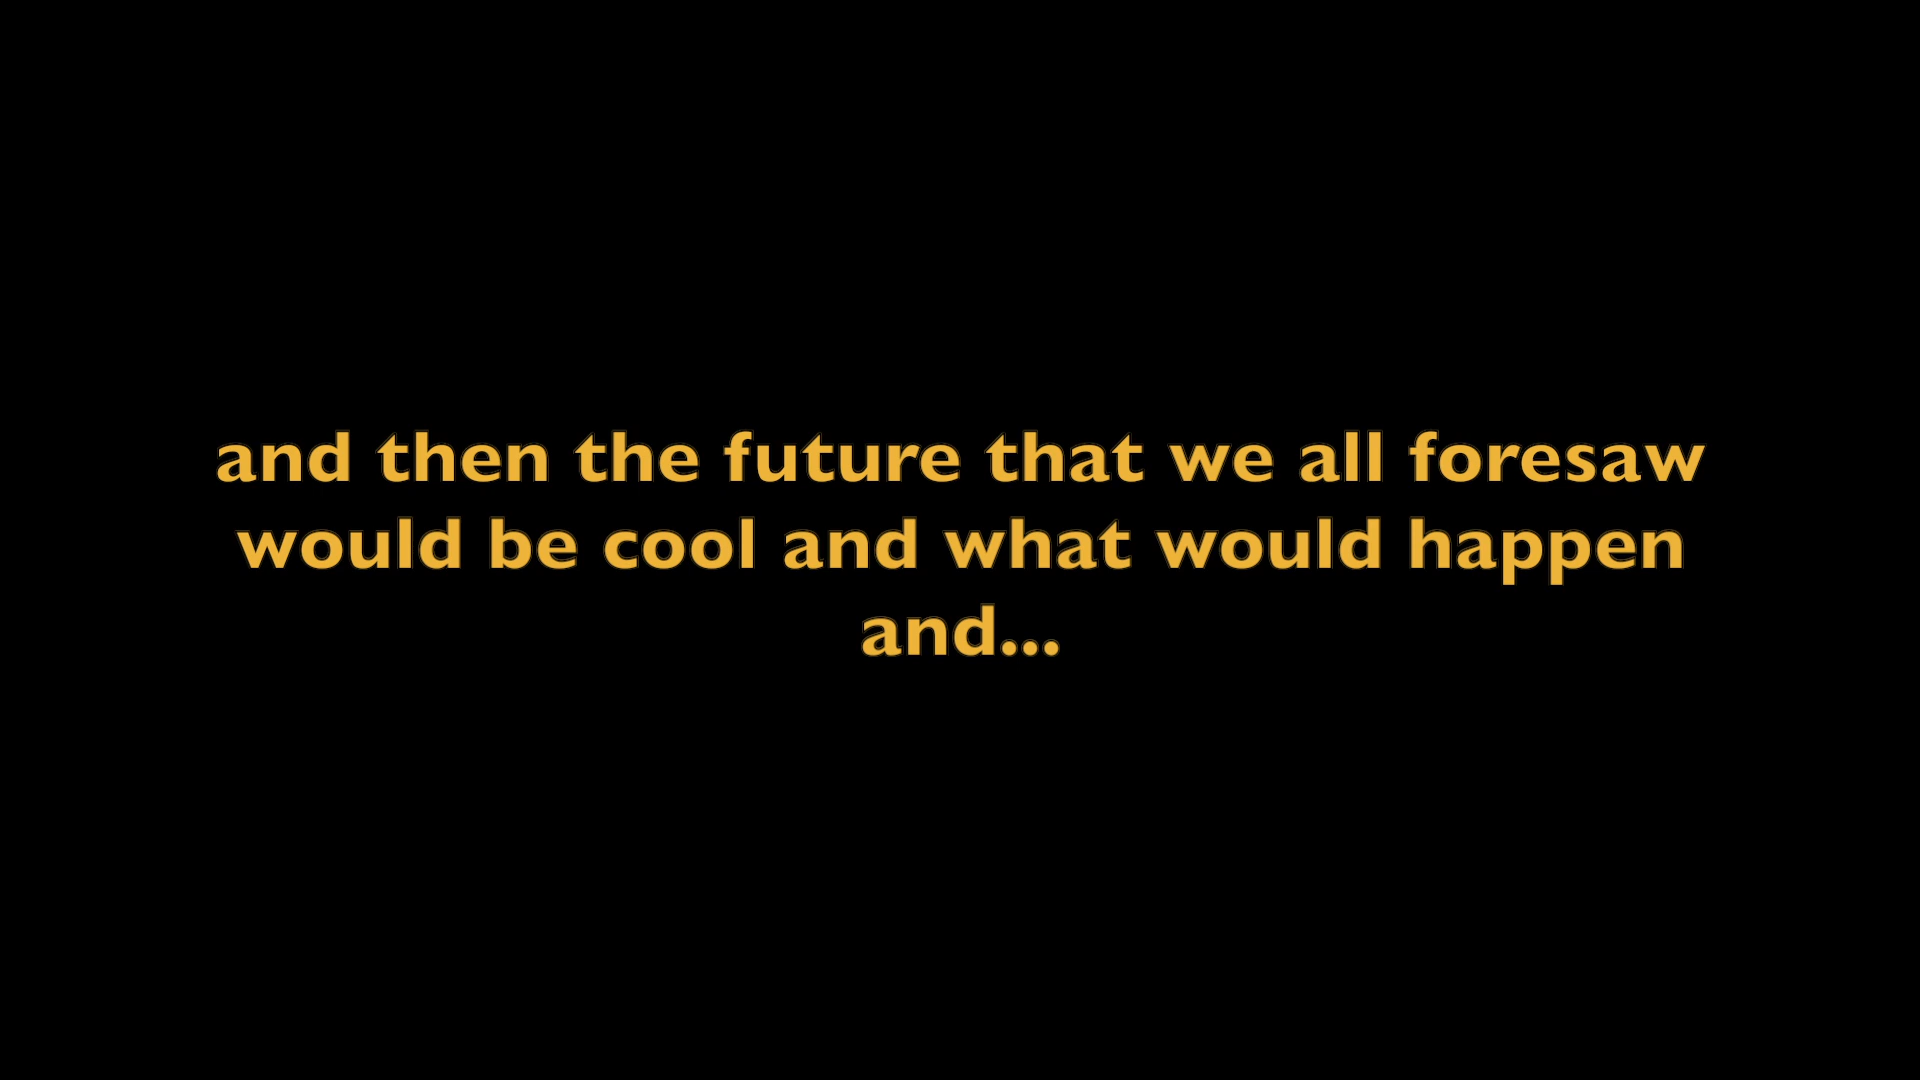 and then the future that we all foresaw
would be cool and what would happen
and...